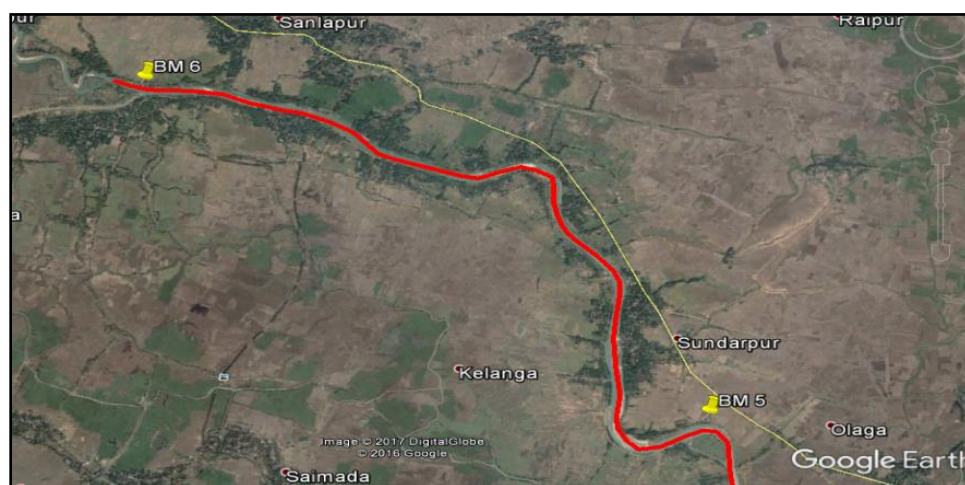 Sanlapur
Raipur
BM 6
Sundarpur
Kelanga
BM 5
Olaga
Image © 2017 DigitalGlobe
© 2016 Google
Google Earth
Saimada